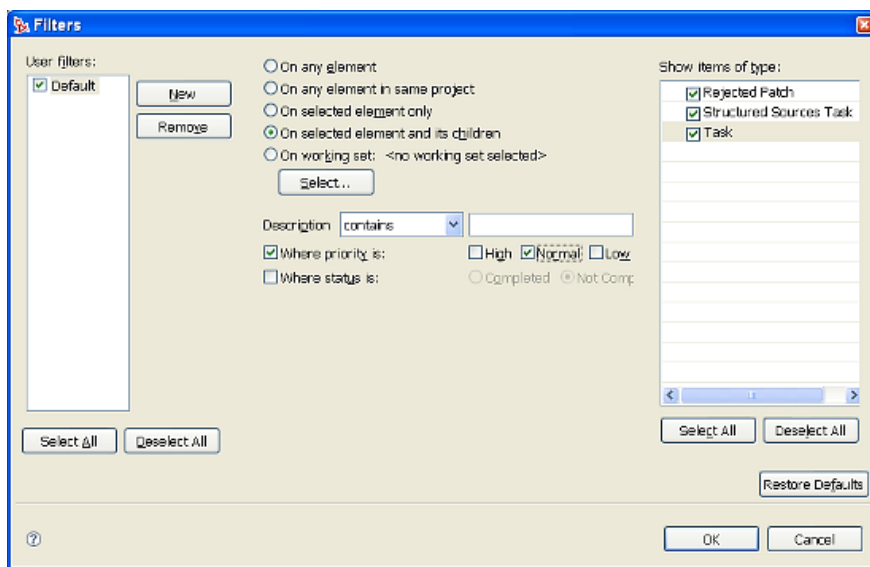 Filters
User filters:
Default
New
Remove
On any element
On any element in same project
On selected element only
On selected element and its children
On working set: <no working set selected>
Select...
Description contains
Where priority is: High Normal Low
Where status is: Completed Not Comp
Show items of type:
Rejected Patch
Structured Sources Task
Task
Select All Deselect All
Select All Deselect All
Restore Defaults
OK Cancel